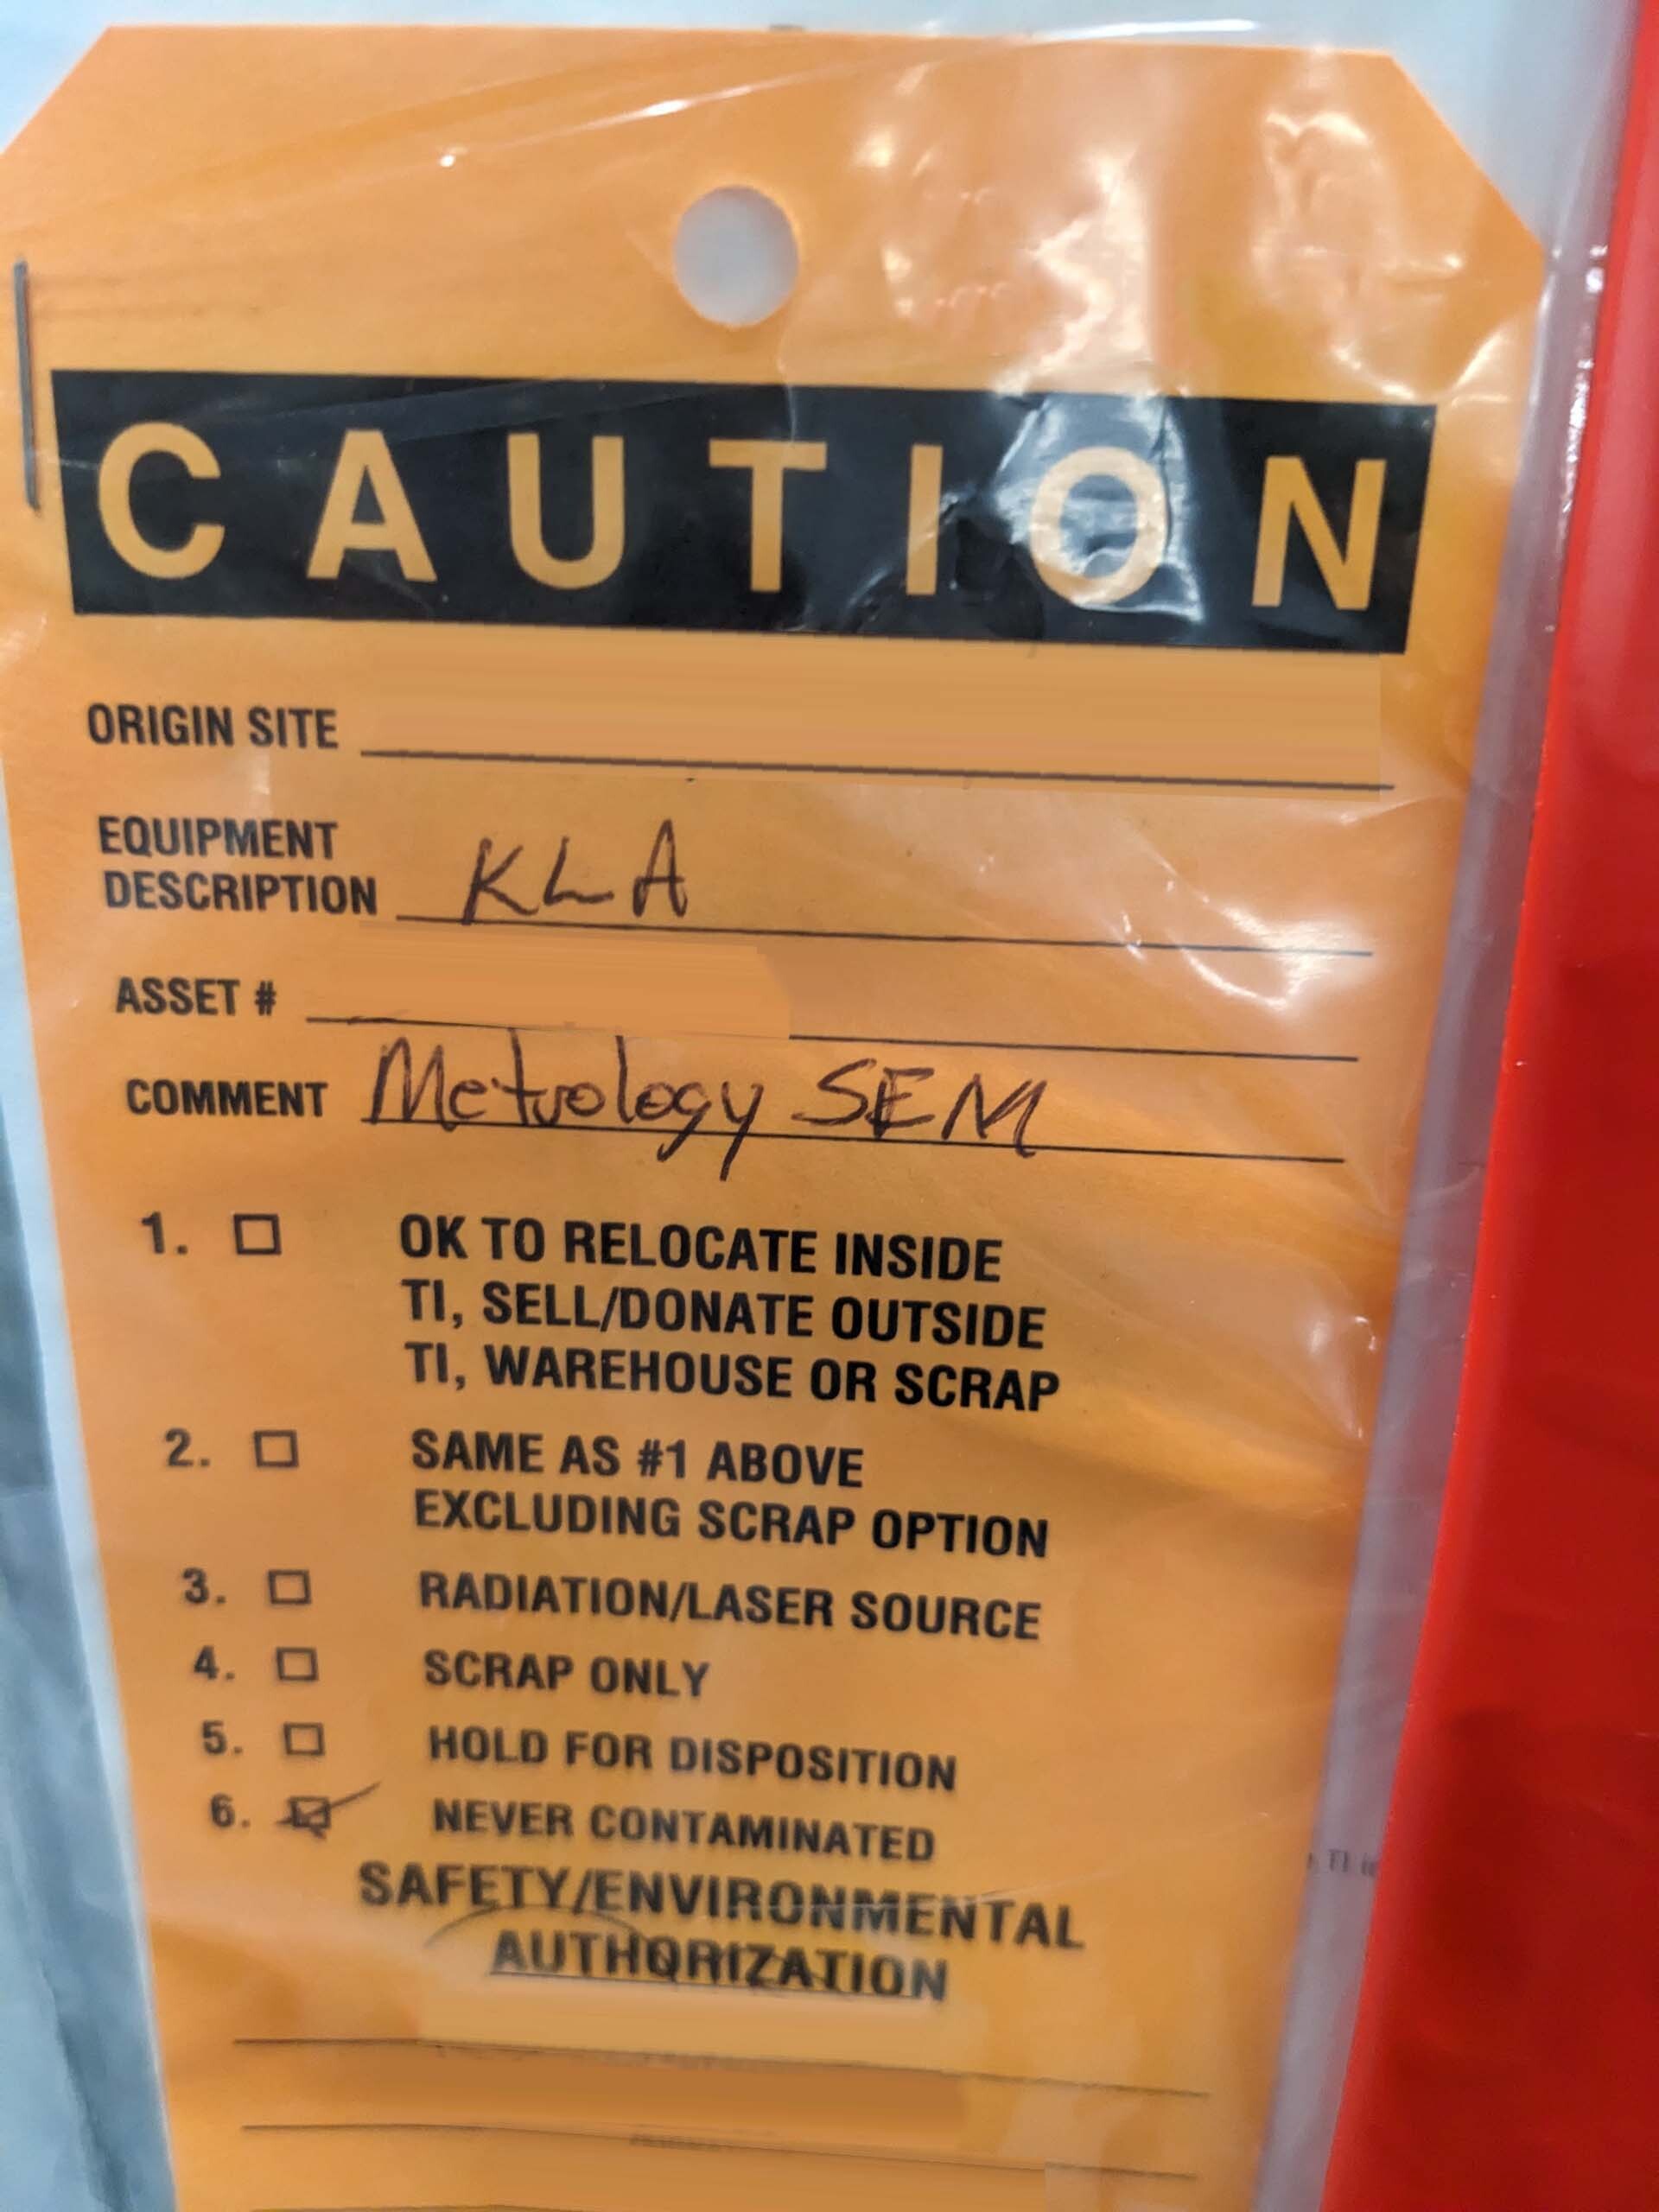 CAUTION
ORIGIN SITE
EQUIPMENT
DESCRIPTION KLA
ASSET #
COMMENT Metrology SEM
1. OK TO RELOCATE INSIDE
TI, SELL/DONATE OUTSIDE
TI, WAREHOUSE OR SCRAP
2. SAME AS #1 ABOVE
EXCLUDING SCRAP OPTION
3. RADIATION/LASER SOURCE
4. SCRAP ONLY
5. HOLD FOR DISPOSITION
6. NEVER CONTAMINATED
SAFETY/ENVIRONMENTAL
AUTHORIZATION